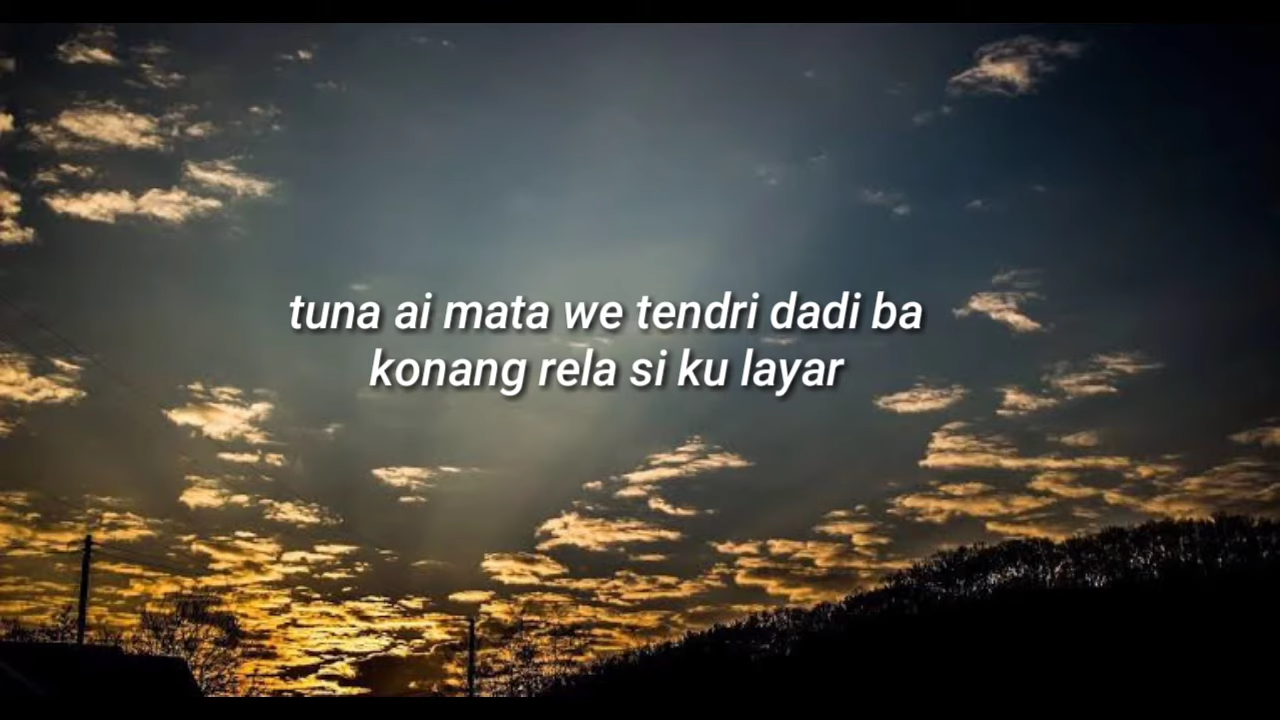 tuna ai mata we tendri dadi ba
konang rela si ku layar